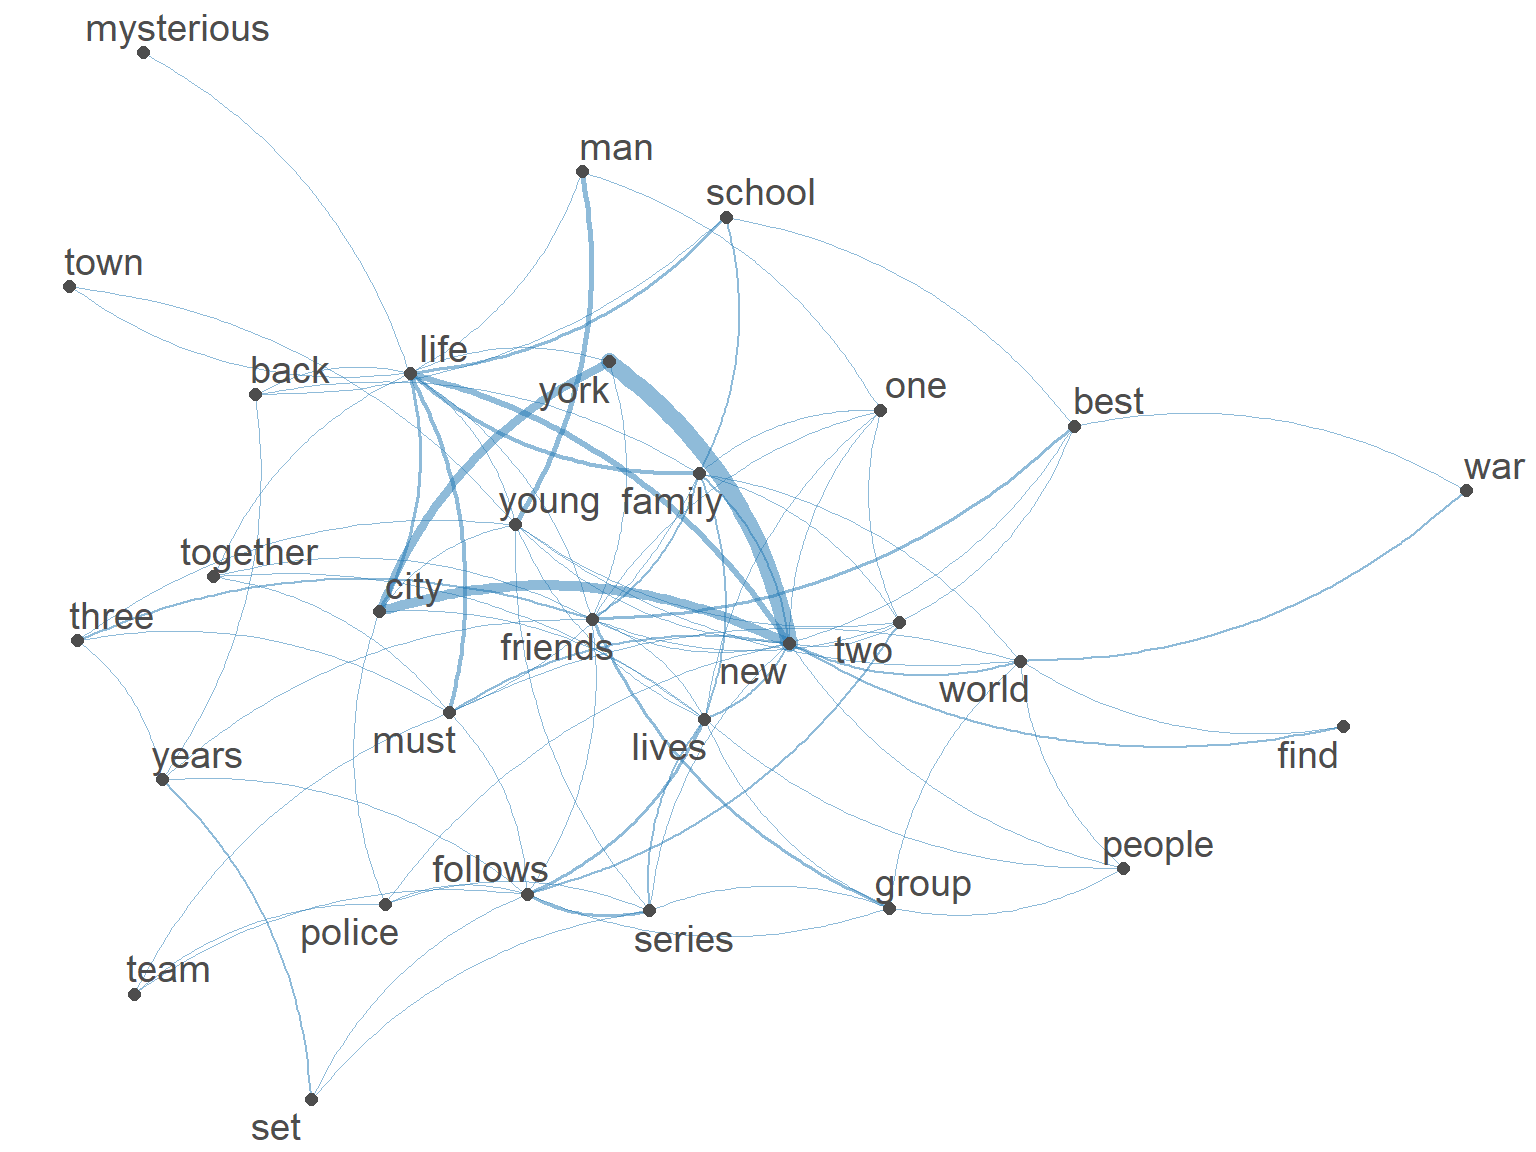 mysterious
man
school
town
life
back
york
one
best
war
young
family
together
city
three
friends
new
two
world
must
lives
years
find
people
follows
group
police
series
team
set